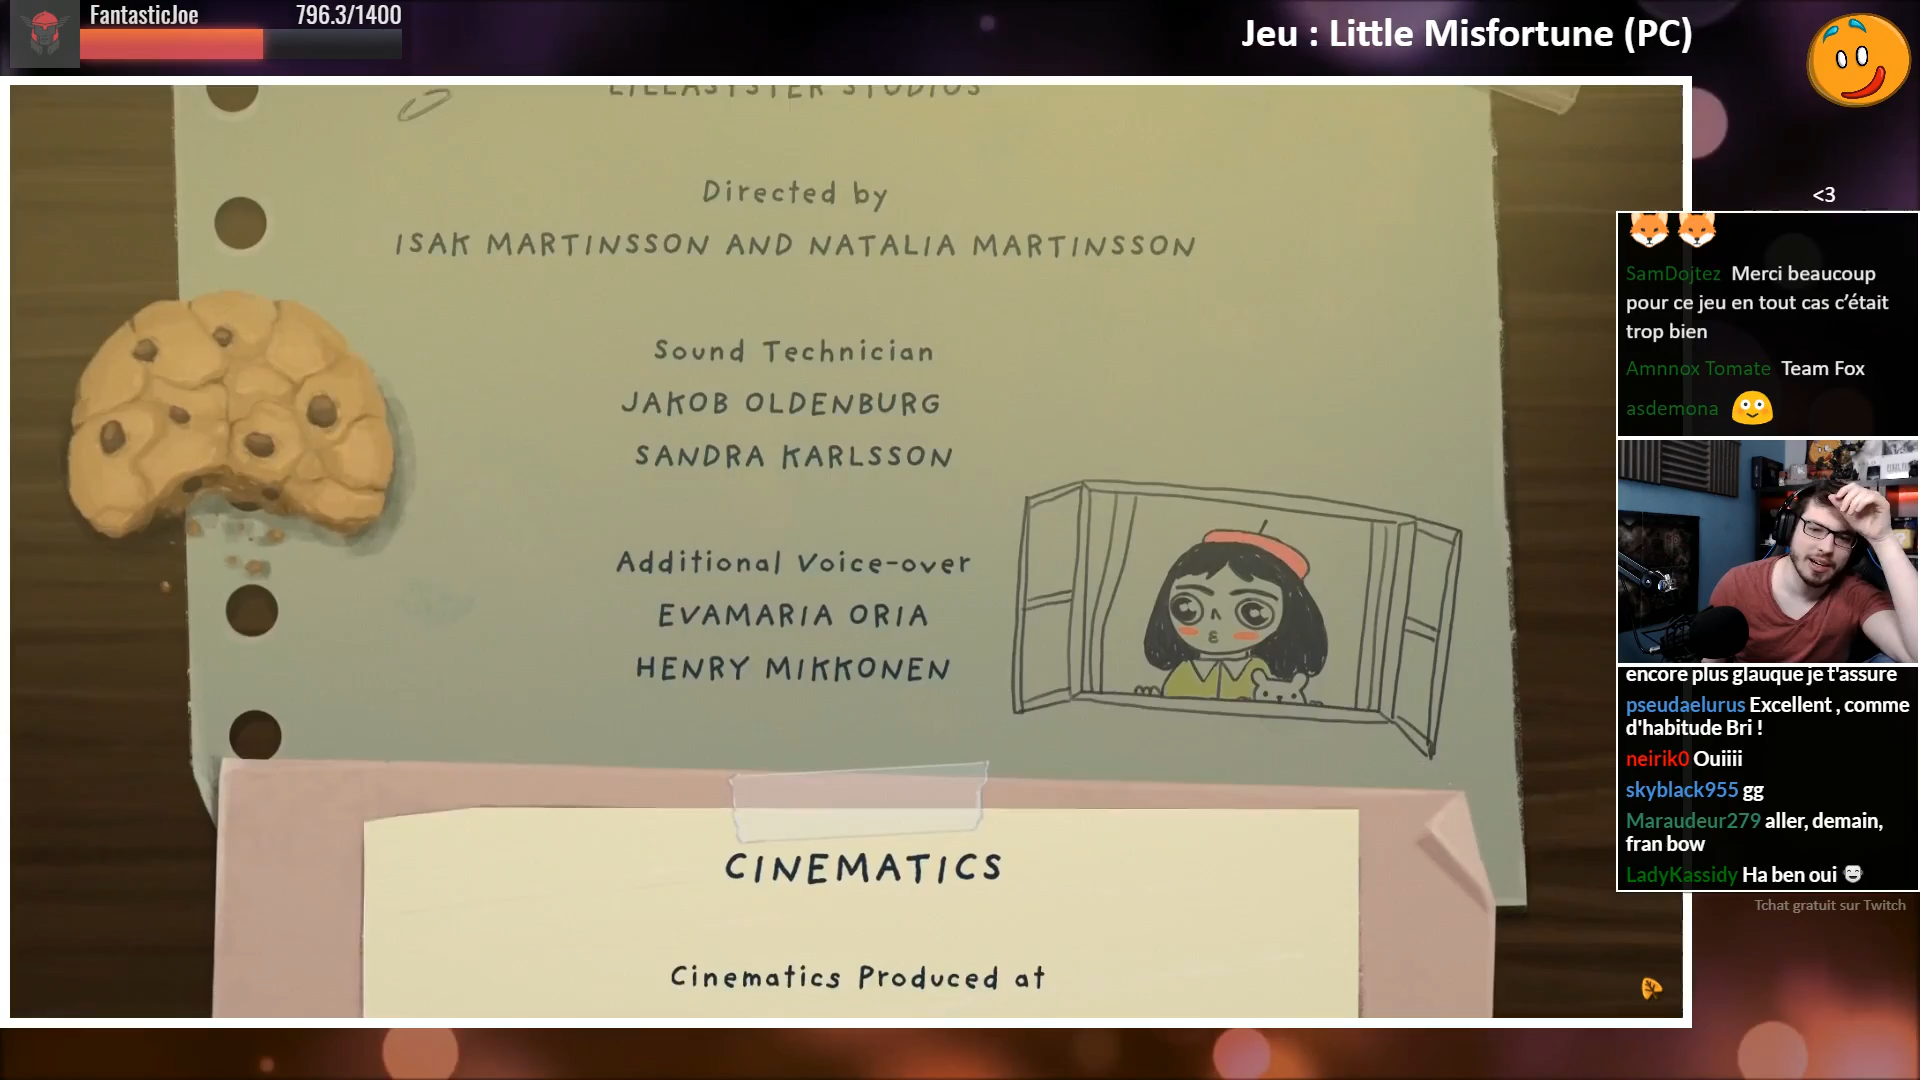 FantasticJoe 796.3/1400
Jeu : Little Misfortune (PC)
LILLASYSTER STUDIOS
Directed by
ISAK MARTINSSON AND NATALIA MARTINSSON
Sound Technician
JAKOB OLDENBURG
SANDRA KARLSSON
Additional Voice-over
EVAMARIA ORIA
HENRY MIKKONEN
CINEMATICS
Cinematics Produced at
<3
SamDojtez Merci beaucoup
pour ce jeu en tout cas c’était
trop bien
Amnnox Tomate Team Fox
asdemona
encore plus glauque je t'assure
pseudaelurus Excellent , comme
d'habitude Bri !
neirik0 Ouiiii
skyblack955 gg
Maraudeur279 aller, demain,
fran bow
LadyKassidy Ha ben oui
Tchat gratuit sur Twitch